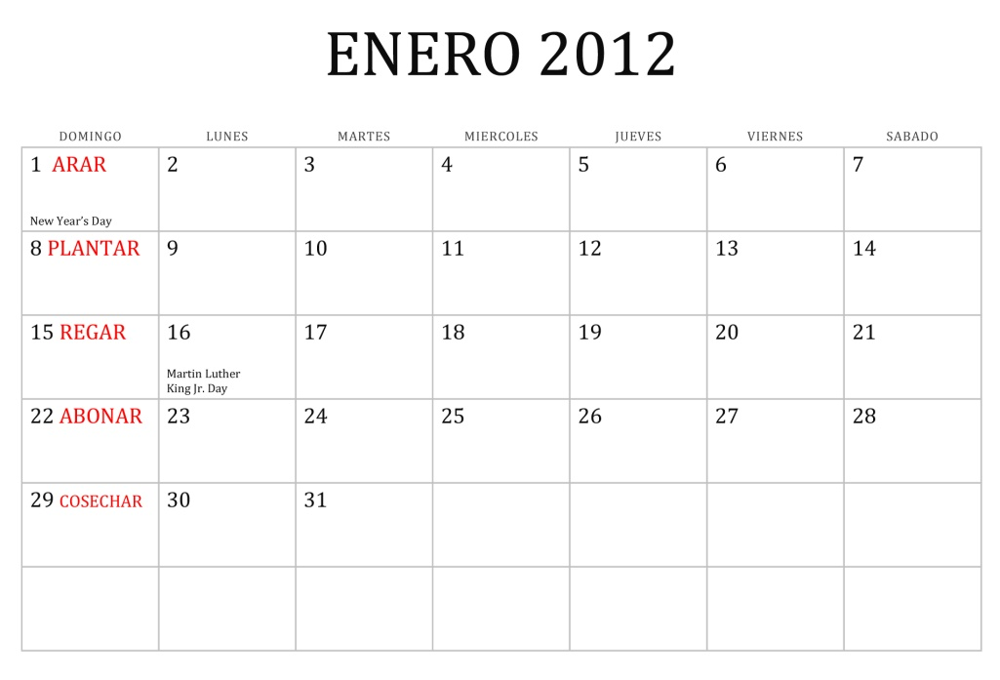 ENERO 2012
DOMINGO LUNES MARTES MIERCOLES JUEVES VIERNES SABADO
1 ARAR 2 3 4 5 6 7
New Year's Day
8 PLANTAR 9 10 11 12 13 14
15 REGAR 16 17 18 19 20 21
Martin Luther
King Jr. Day
22 ABONAR 23 24 25 26 27 28
29 COSECHAR 30 31